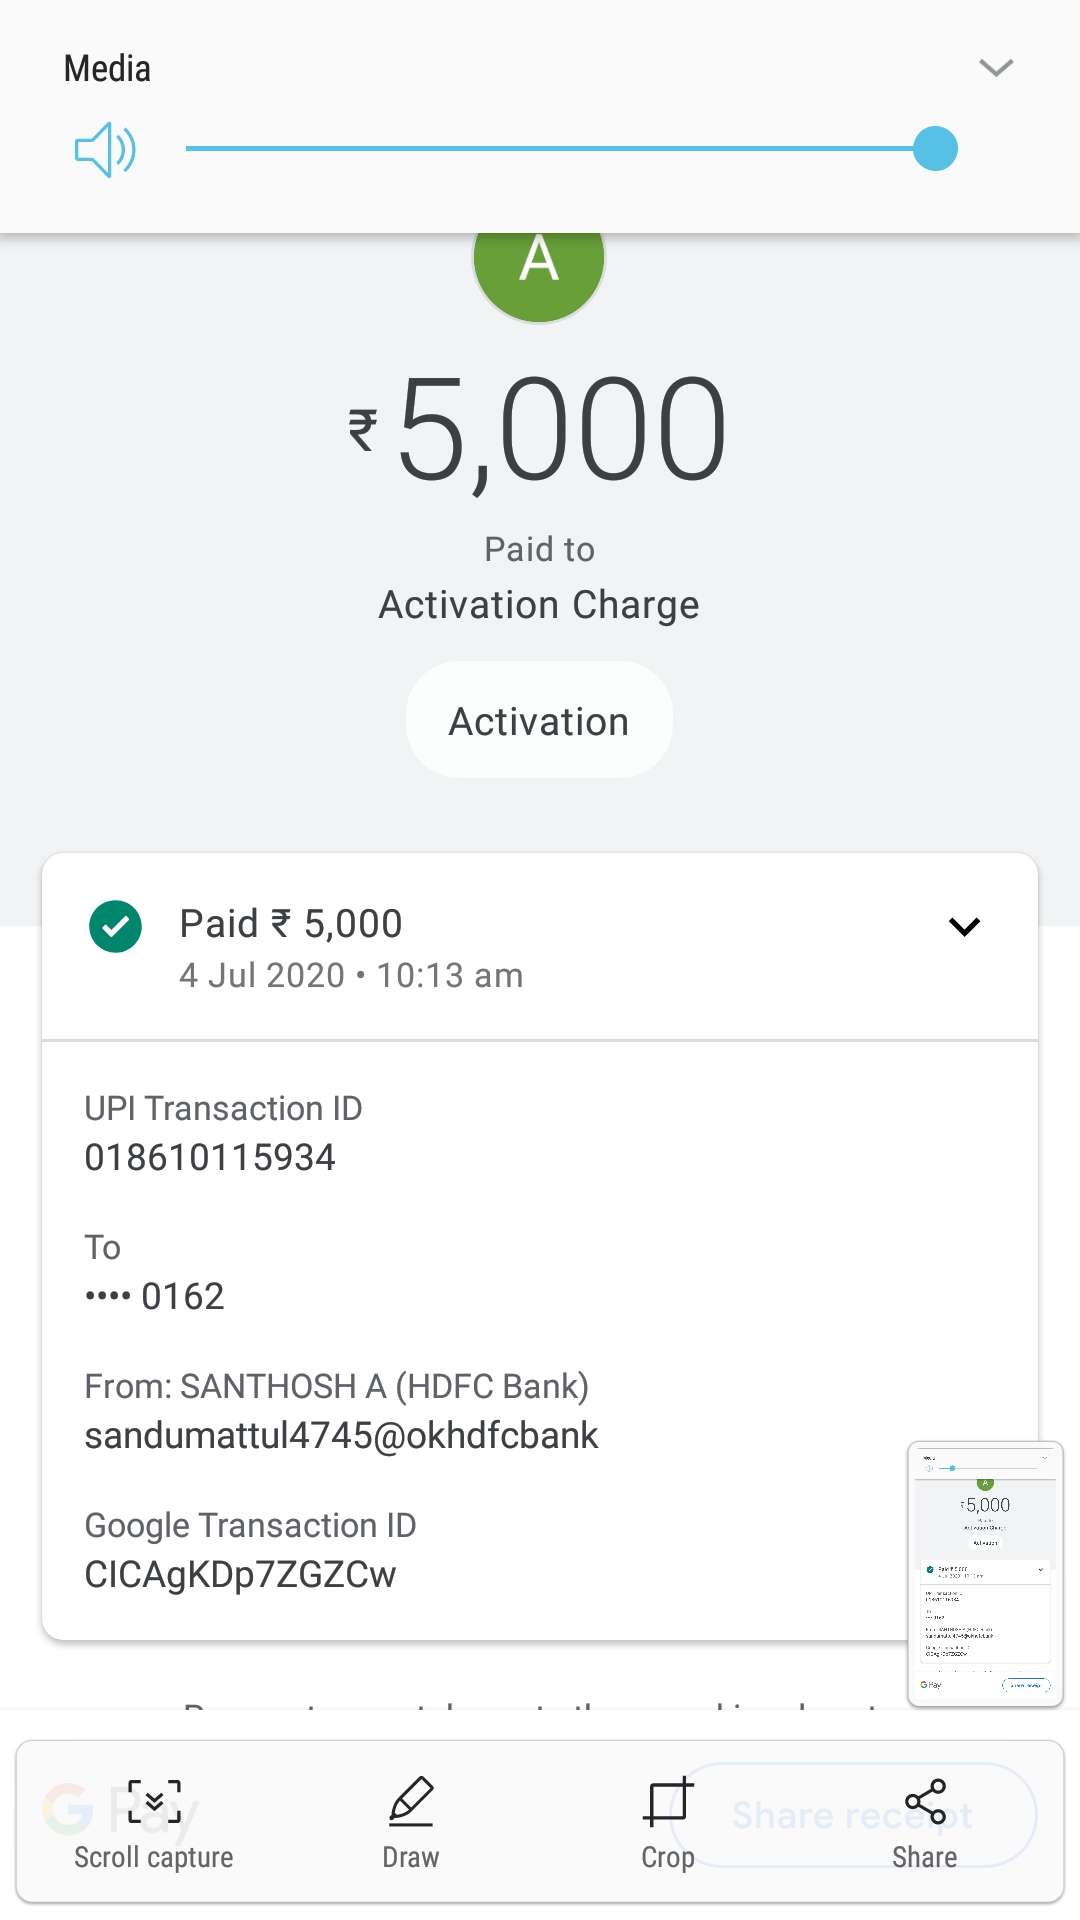 Media
A
₹5,000
Paid to
Activation Charge
Activation
Paid ₹ 5,000
4 Jul 2020 • 10:13 am
UPI Transaction ID
018610115934
To
•••• 0162
From: SANTHOSH A (HDFC Bank)
sandumattul4745@okhdfcbank
Google Transaction ID
CICAgKDp7ZGZCw
G Pay
Share receipt
Scroll capture
Draw
Crop
Share